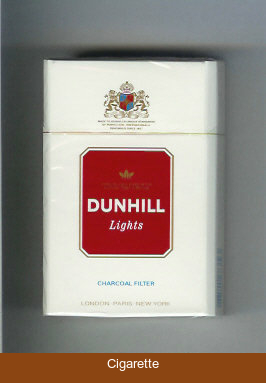 DUNHILL
Lights
CHARCOAL FILTER
LONDON·PARIS·NEW YORK
Cigarette